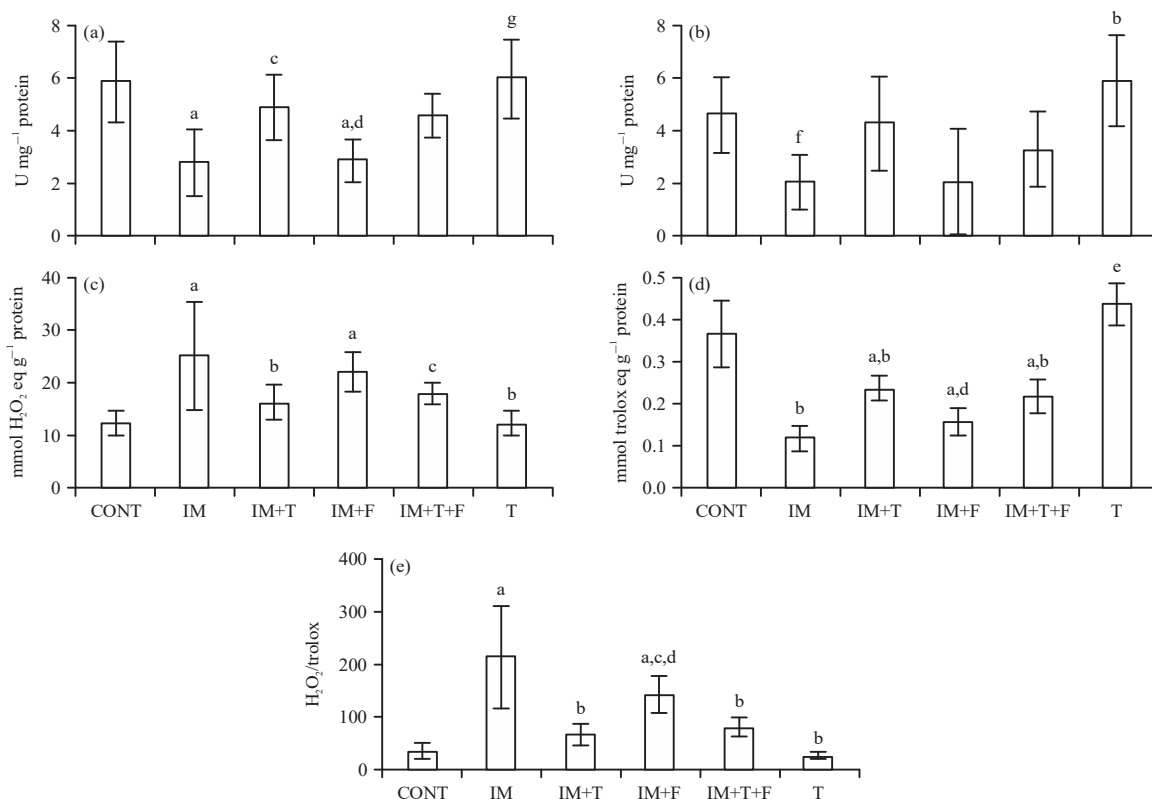 (a)
U mg⁻¹ protein
8
6
4
2
0
a
c
a,d
g
(b)
U mg⁻¹ protein
8
6
4
2
0
f
b
(c)
mmol H₂O₂ eq g⁻¹ protein
40
30
20
10
0
a
b
a
c
b
CONT IM IM+T IM+F IM+T+F T
(d)
mmol trolox eq g⁻¹ protein
0.5
0.4
0.3
0.2
0.1
0.0
b
a,b
a,d
a,b
e
CONT IM IM+T IM+F IM+T+F T
(e)
H₂O₂/trolox
400
300
200
100
0
a
b
a,c,d
b
b
CONT IM IM+T IM+F IM+T+F T